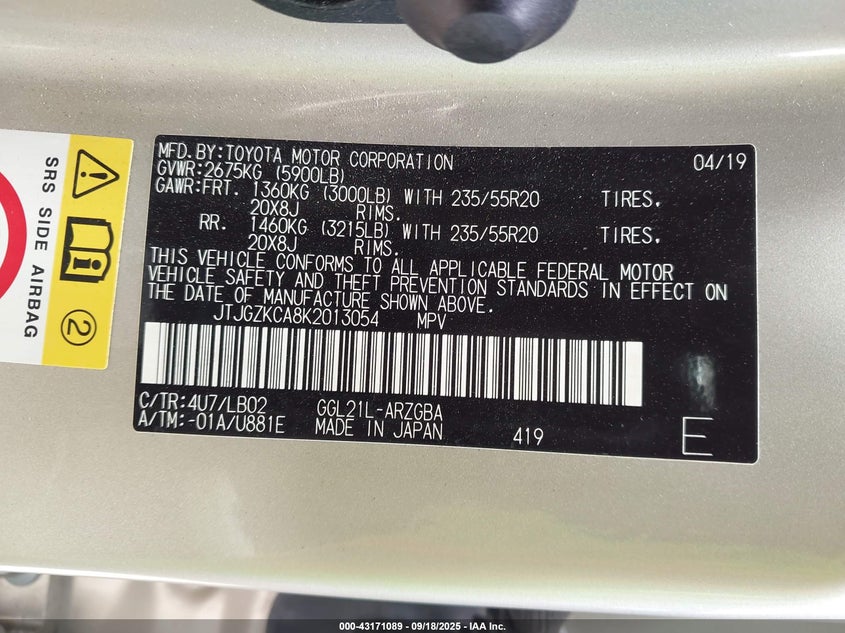 MFD.BY:TOYOTA MOTOR CORPORATION 04/19
GVWR:2675KG (5900LB)
GAWR:FRT. 1360KG (3000LB) WITH 235/55R20 TIRES.
20X8J RIMS.
RR. 1460KG (3215LB) WITH 235/55R20 TIRES.
20X8J RIMS.
THIS VEHICLE CONFORMS TO ALL APPLICABLE FEDERAL MOTOR
VEHICLE SAFETY AND THEFT PREVENTION STANDARDS IN EFFECT ON
THE DATE OF MANUFACTURE SHOWN ABOVE.
JTJGZKCA8K2013054 MPV
C/TR:4U7/LB02 GGL21L-ARZGBA
A/TM:-01A/U881E MADE IN JAPAN 419 E
SRS SIDE AIRBAG
2
000-43171089 - 09/18/2025 - IAA Inc.